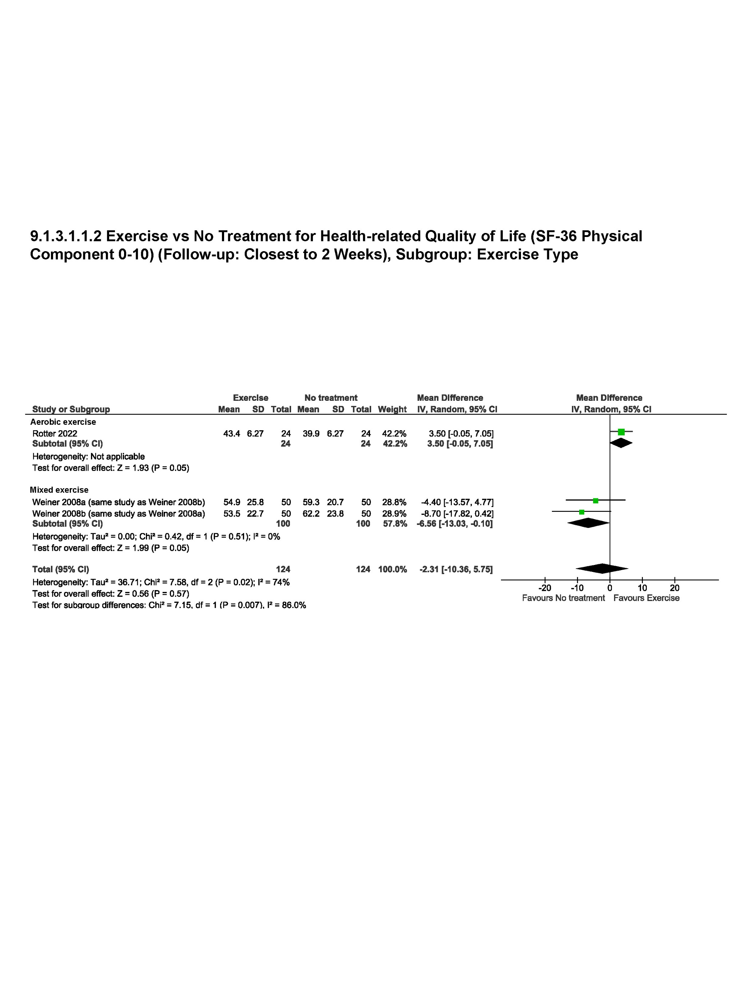 9.1.3.1.1.2 Exercise vs No Treatment for Health-related Quality of Life (SF-36 Physical
Component 0-10) (Follow-up: Closest to 2 Weeks), Subgroup: Exercise Type
Exercise No treatment Mean Difference Mean Difference
Study or Subgroup Mean SD Total Mean SD Total Weight IV, Random, 95% CI IV, Random, 95% CI
Aerobic exercise
Rotter 2022 43.4 6.27 24 39.9 6.27 24 42.2% 3.50 [-0.05, 7.05]
Subtotal (95% CI) 24 24 42.2% 3.50 [-0.05, 7.05]
Heterogeneity: Not applicable
Test for overall effect: Z = 1.93 (P = 0.05)
Mixed exercise
Weiner 2008a (same study as Weiner 2008b) 54.9 25.8 50 59.3 20.7 50 28.8% -4.40 [-13.57, 4.77]
Weiner 2008b (same study as Weiner 2008a) 53.5 22.7 50 62.2 23.8 50 28.9% -8.70 [-17.82, 0.42]
Subtotal (95% CI) 100 100 57.8% -6.56 [-13.03, -0.10]
Heterogeneity: Tau² = 0.00; Chi² = 0.42, df = 1 (P = 0.51); I² = 0%
Test for overall effect: Z = 1.99 (P = 0.05)
Total (95% CI) 124 124 100.0% -2.31 [-10.36, 5.75]
Heterogeneity: Tau² = 36.71; Chi² = 7.58, df = 2 (P = 0.02); I² = 74%
Test for overall effect: Z = 0.56 (P = 0.57)
Test for subgroup differences: Chi² = 7.15, df = 1 (P = 0.007), I² = 86.0%
-20 -10 0 10 20
Favours No treatment Favours Exercise